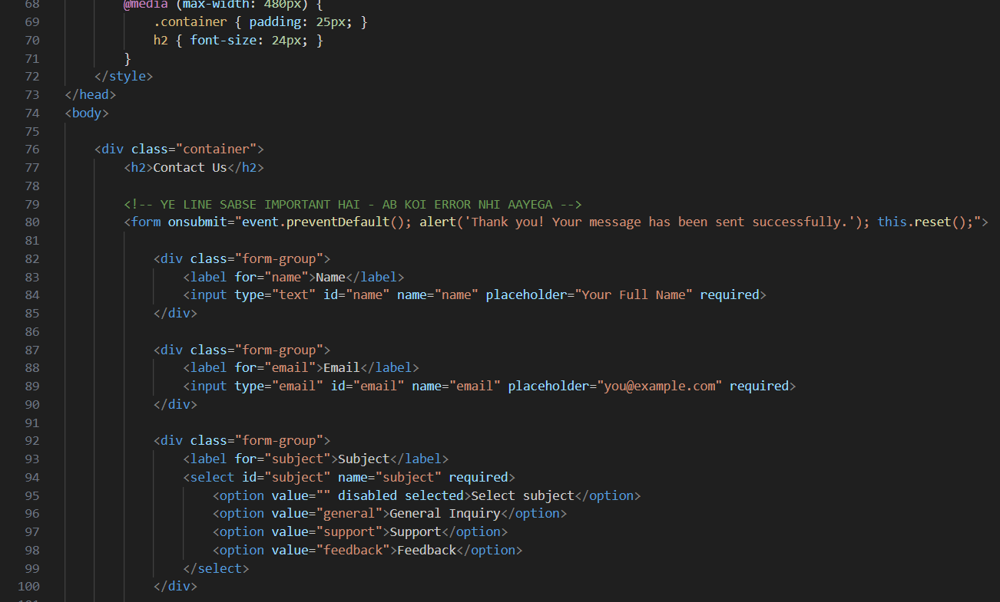 68 @media (max-width: 480px) {
69 .container { padding: 25px; }
70 h2 { font-size: 24px; }
71 }
72 </style>
73 </head>
74 <body>
75
76 <div class="container">
77 <h2>Contact Us</h2>
78
79 <!-- YE LINE SABSE IMPORTANT HAI - AB KOI ERROR NHI AAYEGA -->
80 <form onsubmit="event.preventDefault(); alert('Thank you! Your message has been sent successfully.'); this.reset();">
81
82 <div class="form-group">
83 <label for="name">Name</label>
84 <input type="text" id="name" name="name" placeholder="Your Full Name" required>
85 </div>
86
87 <div class="form-group">
88 <label for="email">Email</label>
89 <input type="email" id="email" name="email" placeholder="you@example.com" required>
90 </div>
91
92 <div class="form-group">
93 <label for="subject">Subject</label>
94 <select id="subject" name="subject" required>
95 <option value="" disabled selected>Select subject</option>
96 <option value="general">General Inquiry</option>
97 <option value="support">Support</option>
98 <option value="feedback">Feedback</option>
99 </select>
100 </div>